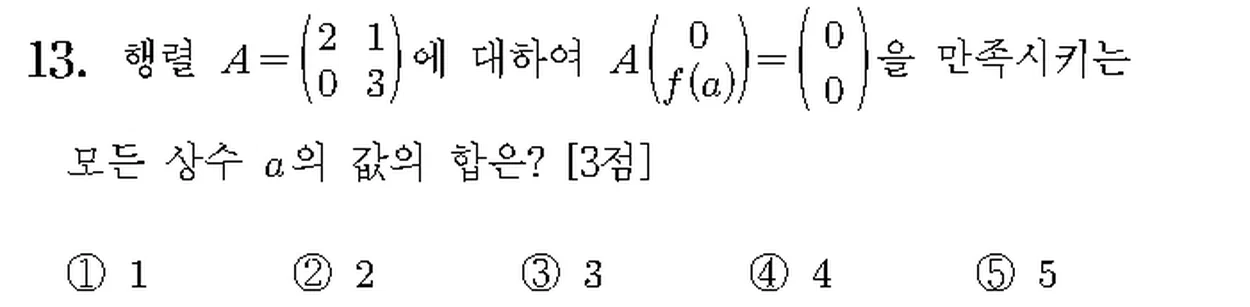 13. 행렬 A=(2 1 0 3)에 대하여 A(0 f(a))=(0 0)을 만족시키는
모든 상수 a의 값의 합은? [3점]
① 1 ② 2 ③ 3 ④ 4 ⑤ 5